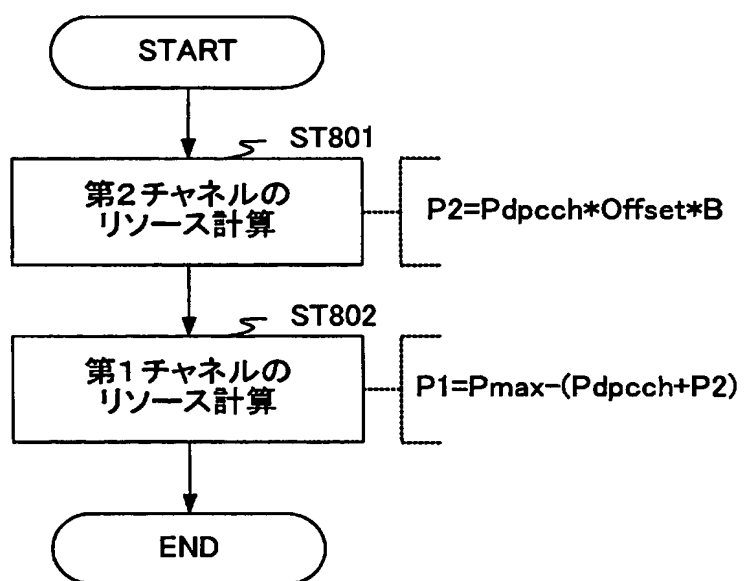 START
ST801
第2チャネルの
リソース計算
P2=Pdpcch*Offset*B
ST802
第1チャネルの
リソース計算
P1=Pmax-(Pdpcch+P2)
END